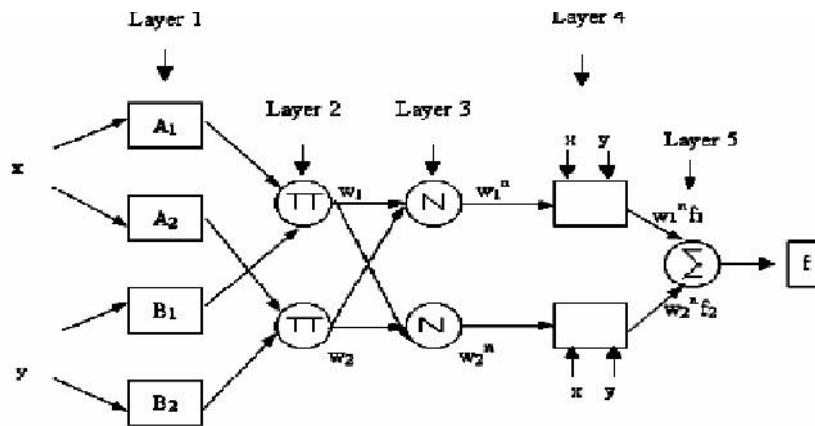 Layer 1
Layer 4
Layer 2
Layer 3
Layer 5
x
y
A₁
A₂
B₁
B₂
x y
Π
w₁
N
w₁ⁿ
w₁ⁿf₁
Σ
Π
w₂
N
w₂ⁿ
w₂ⁿf₂
x y